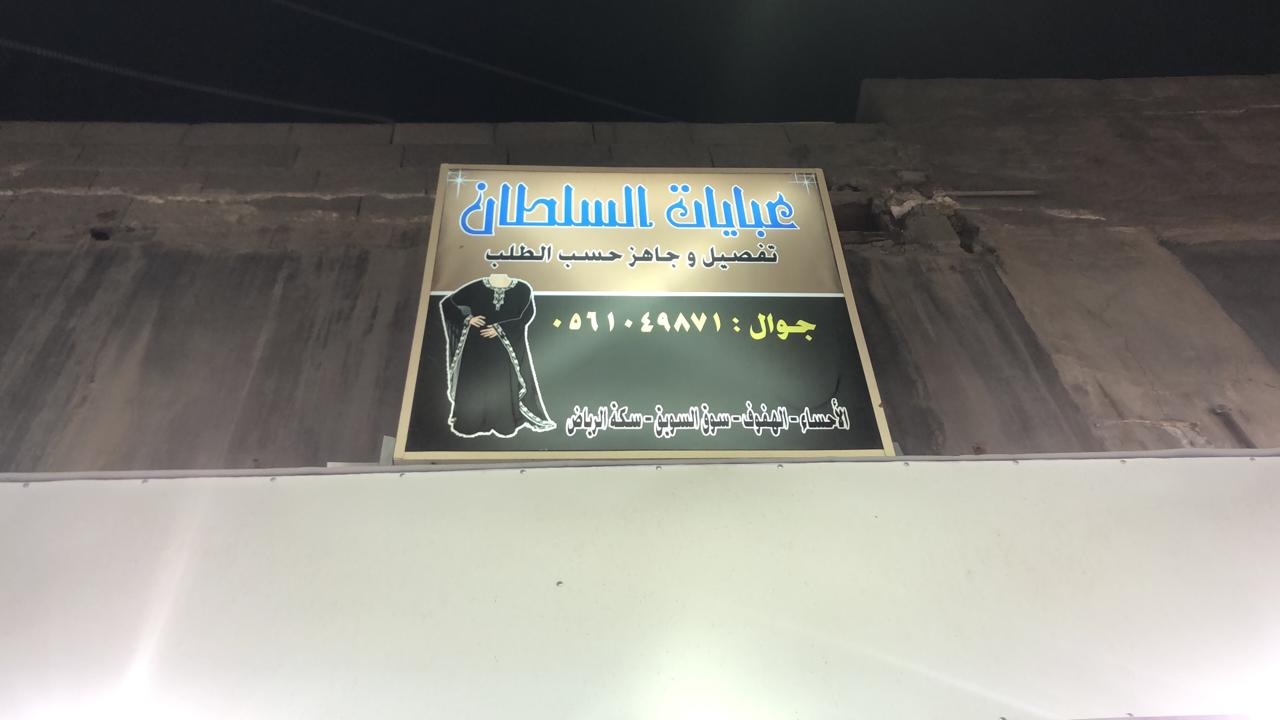 عبايات السلطان
تفصيل و جاهز حسب الطلب
جوال : ٠٥٦١٠٤٩٨٧١
الأحساء - الهفوف - سوق السويق - سكة الرياض